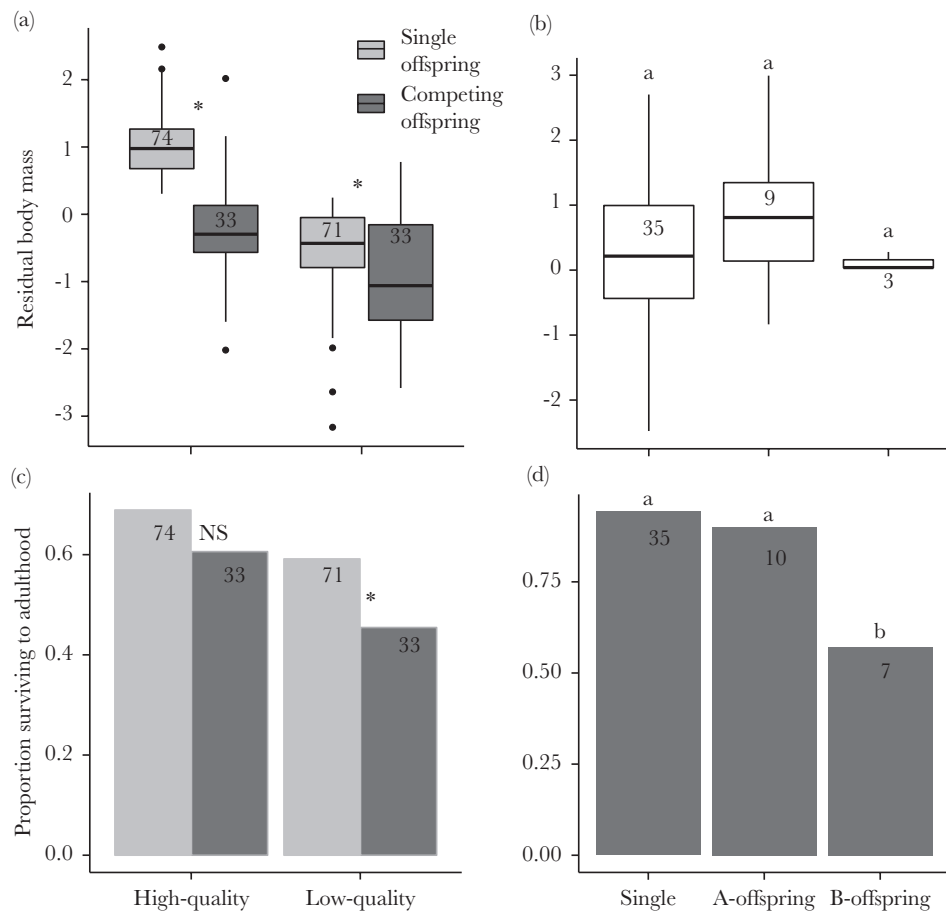 (a)
Single
offspring
Competing
offspring
Residual body mass
2
1
0
-1
-2
-3
74
*
33
71
*
33
(b)
3
2
1
0
-1
-2
a
35
a
9
a
3
(c)
Proportion surviving to adulthood
0.6
0.4
0.2
0.0
74
NS
33
71
*
33
High-quality
Low-quality
(d)
0.75
0.50
0.25
0.00
a
35
a
10
b
7
Single
A-offspring
B-offspring